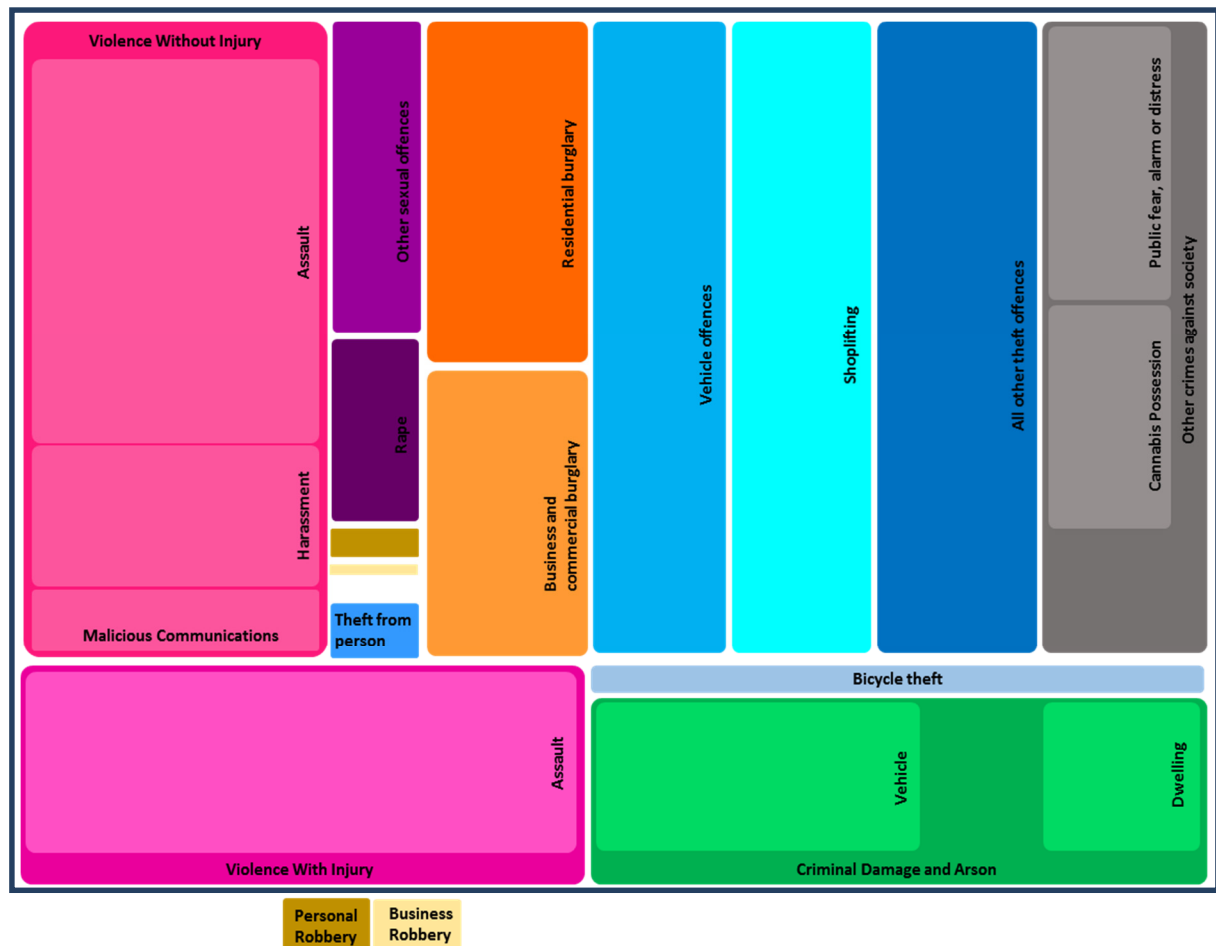 Violence Without Injury
Assault
Harassment
Malicious Communications
Other sexual offences
Rape
Theft from
person
Residential burglary
Business and
commercial burglary
Vehicle offences
Shoplifting
All other theft offences
Public fear, alarm or distress
Cannabis Possession
Other crimes against society
Assault
Violence With Injury
Bicycle theft
Vehicle
Dwelling
Criminal Damage and Arson
Personal
Robbery
Business
Robbery